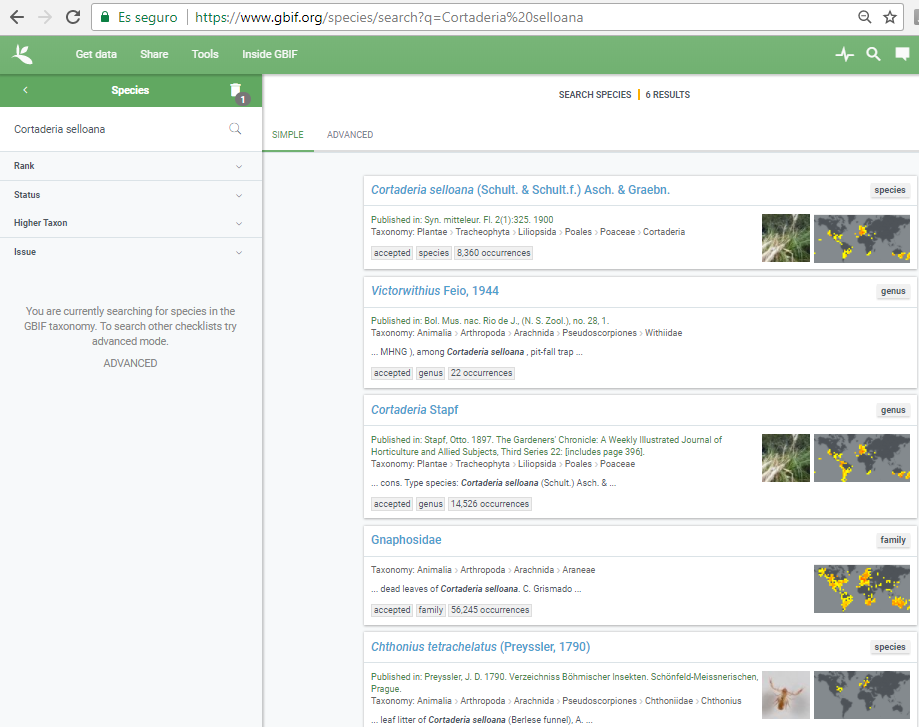 Es seguro | https://www.gbif.org/species/search?q=Cortaderia%20selloana
Get data Share Tools Inside GBIF
Species
1
Cortaderia selloana
Rank
Status
Higher Taxon
Issue
You are currently searching for species in the
GBIF taxonomy. To search other checklists try
advanced mode.
ADVANCED
SEARCH SPECIES | 6 RESULTS
SIMPLE ADVANCED
Cortaderia selloana (Schult. & Schult.f.) Asch. & Graebn.
species
Published in: Syn. mitteleur. Fl. 2(1):325. 1900
Taxonomy: Plantae › Tracheophyta › Liliopsida › Poales › Poaceae › Cortaderia
accepted species 8,360 occurrences
Victorwithius Feio, 1944
genus
Published in: Bol. Mus. nac. Rio de J., (N. S. Zool.), no. 28, 1.
Taxonomy: Animalia › Arthropoda › Arachnida › Pseudoscorpiones › Withiidae
... MHNG ), among Cortaderia selloana , pit-fall trap ...
accepted genus 22 occurrences
Cortaderia Stapf
genus
Published in: Stapf, Otto. 1897. The Gardeners' Chronicle: A Weekly Illustrated Journal of
Horticulture and Allied Subjects, Third Series 22: [includes page 396].
Taxonomy: Plantae › Tracheophyta › Liliopsida › Poales › Poaceae
... cons. Type species: Cortaderia selloana (Schult.) Asch. & ...
accepted genus 14,526 occurrences
Gnaphosidae
family
Taxonomy: Animalia › Arthropoda › Arachnida › Araneae
... dead leaves of Cortaderia selloana. C. Grismado ...
accepted family 56,245 occurrences
Chthonius tetrachelatus (Preyssler, 1790)
species
Published in: Preyssler, J. D. 1790. Verzeichniss Böhmischer Insekten. Schönfeld-Meissnerischen,
Prague.
Taxonomy: Animalia › Arthropoda › Arachnida › Pseudoscorpiones › Chthoniidae › Chthonius
... leaf litter of Cortaderia selloana (Berlese funnel), A. ...